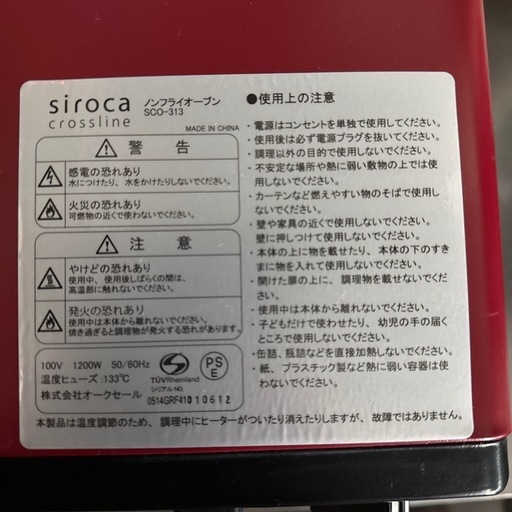 siroca
crossline
ノンフライオーブン
SCO-313
MADE IN CHINA
警告
感電の恐れあり
水につけたり、水をかけたりしないでください。
火災の恐れあり
可燃物の近くで使わないでください。
注意
やけどの恐れあり
使用中、使用後しばらくの間は、
高温部に触れないでください。
発火の恐れあり
使用中は本体から離れないでください。
焼き過ぎると調理物が発火する恐れがあります。
100V 1200W 50/60Hz
温度ヒューズ:133℃
株式会社オークセール
TÜVRheinland
シリアル NO.
0514GRF41010612
PS
E
●使用上の注意
・電源はコンセントを単独で使用してください。
・使用後は必ず電源プラグを抜いてください。
・調理以外の目的で使用しないでください。
・不安定な場所や熱に弱い敷物の上では使
用しないでください。
・カーテンなど燃えやすい物のそばで使用し
ないでください。
・壁や家具の近くで使用しないでください。
壁に押しつけて使用しないでください。
・本体の上に物を載せたり、本体の下のすき
まに物を入れて使用しないでください。
・開けた扉の上に、調理物を載せないでくだ
さい。
・使用中は本体から離れないでください。
・子どもだけで使わせたり、幼児の手の届く
ところで使用しないでください。
・缶詰、瓶詰などを直接加熱しないでください。
・紙、プラスチック製など熱に弱い容器は使
わないでください。
本製品は温度調節のため、調理中にヒーターがついたり消えたりしますが、故障ではありません。